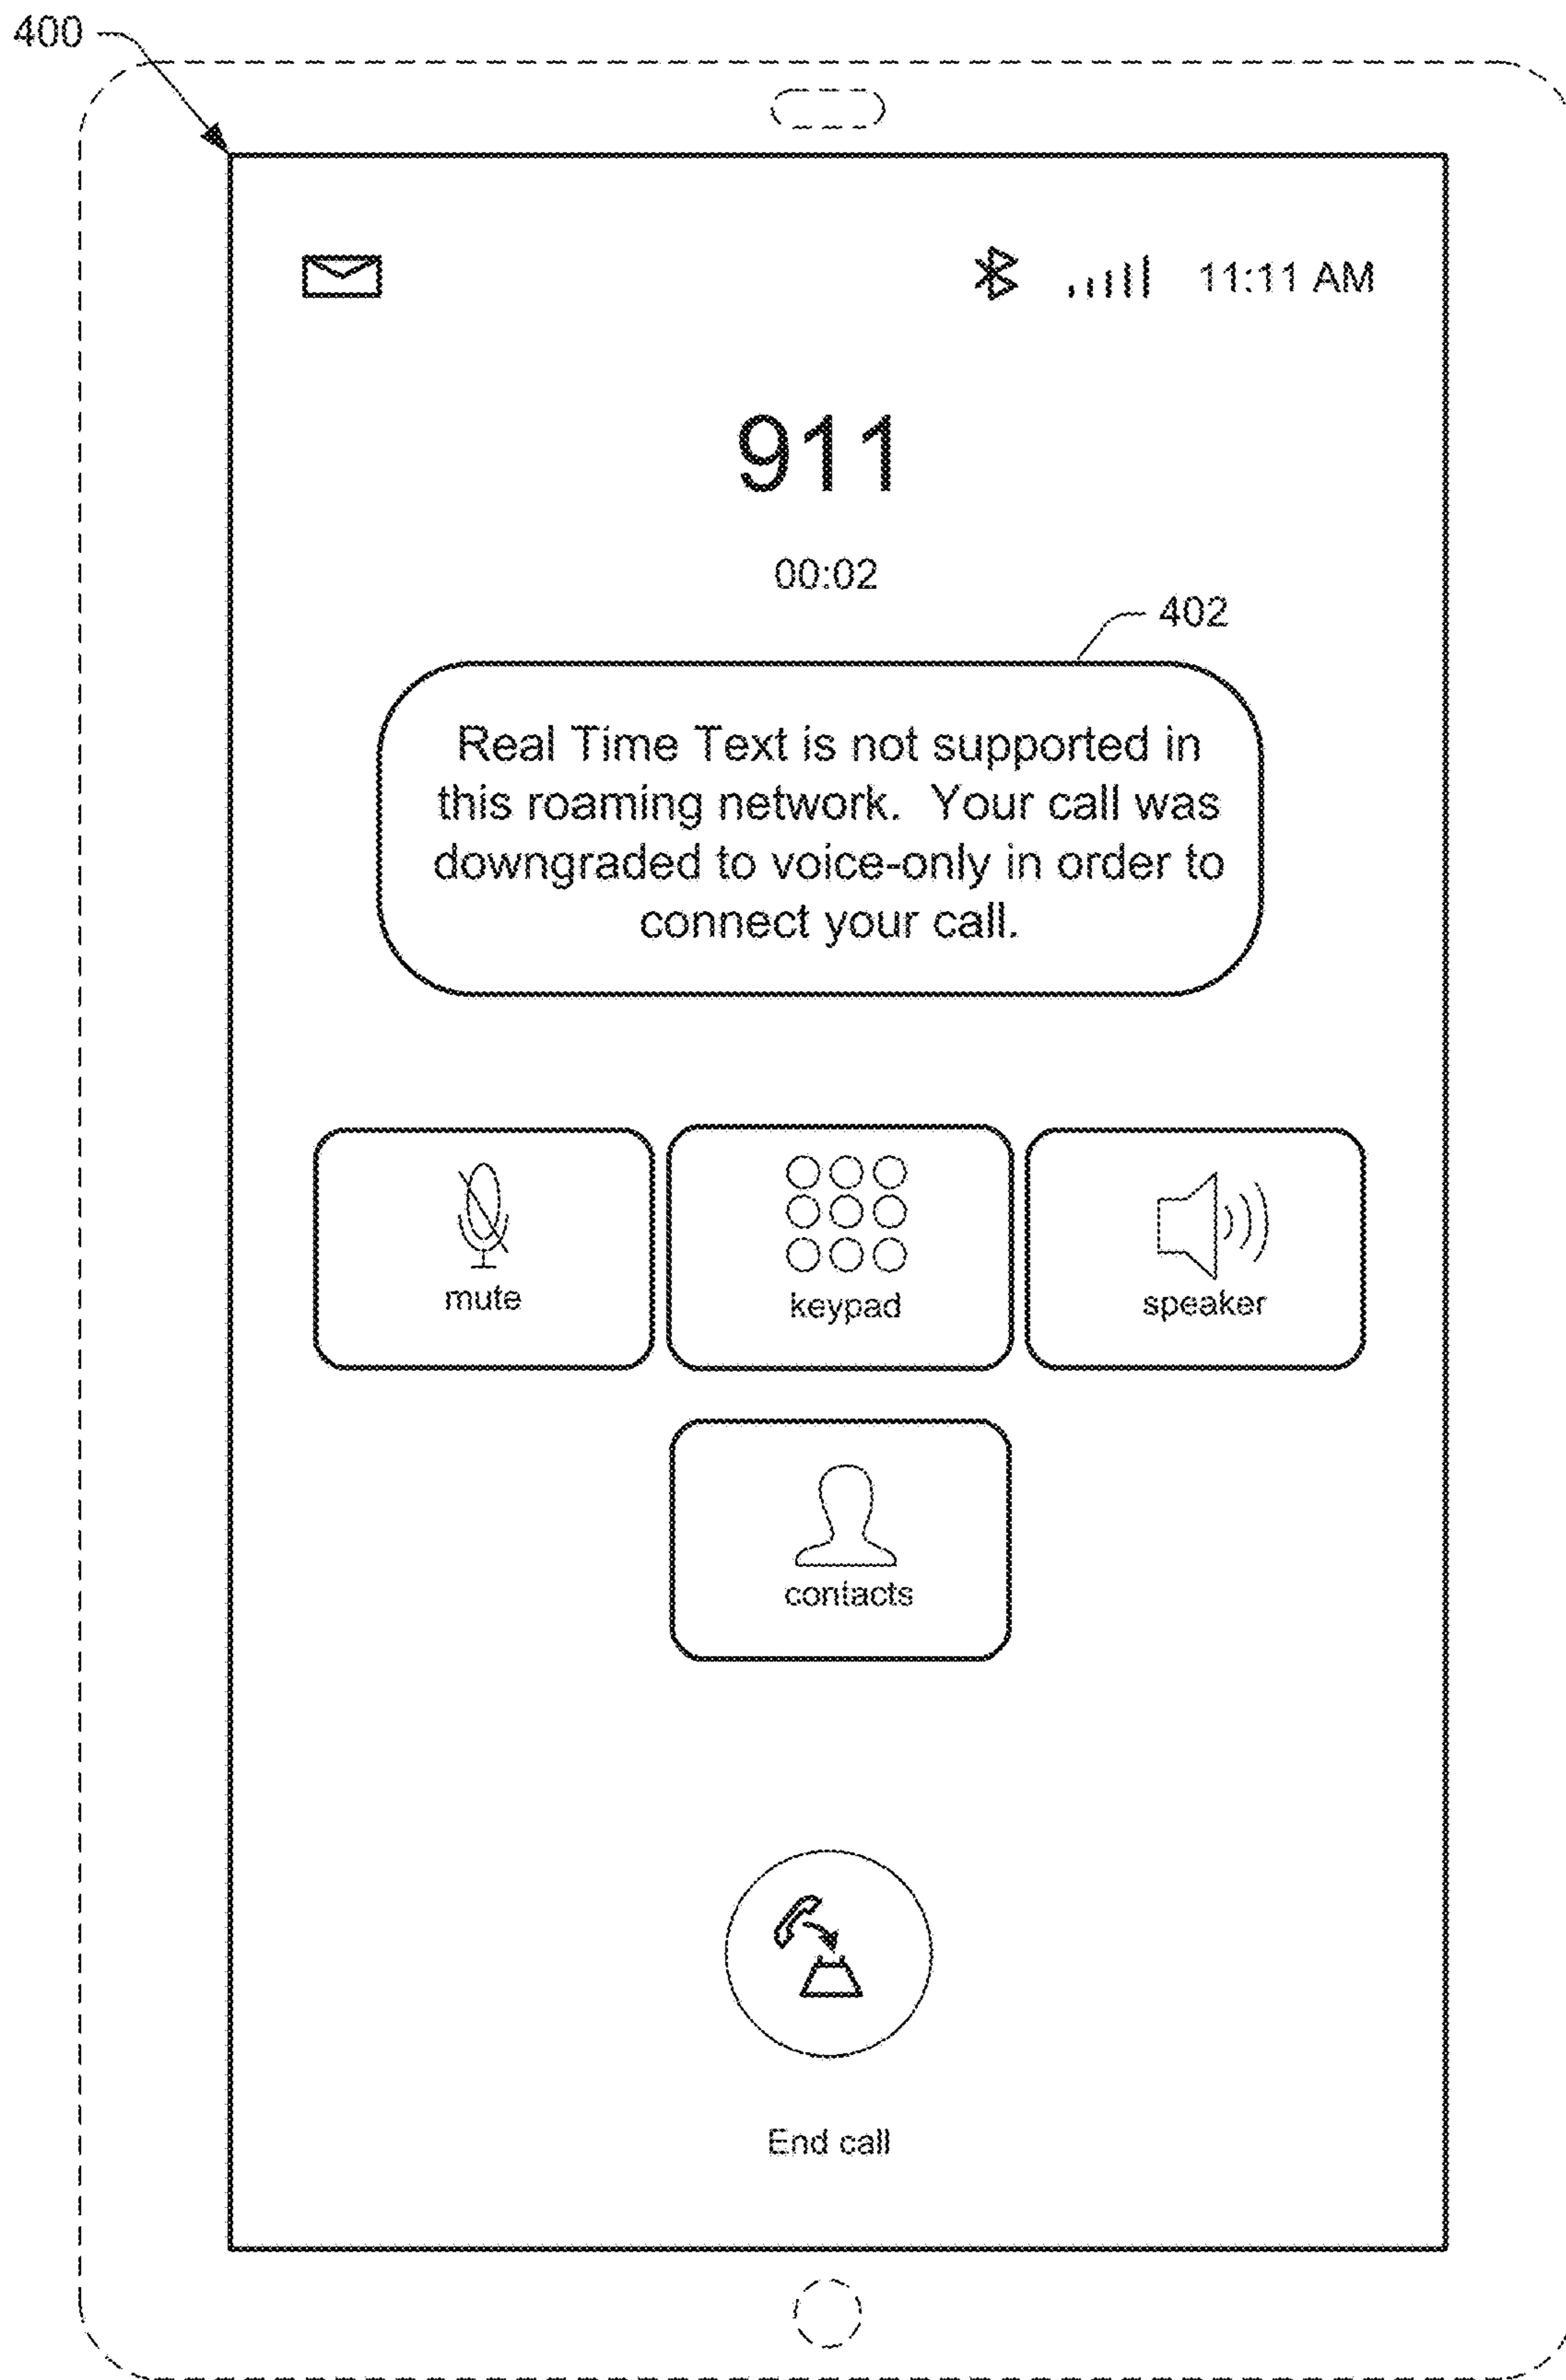 400
11:11 AM
911
00:02
402
Real Time Text is not supported in
this roaming network.  Your call was
downgraded to voice-only in order to
connect your call.
mute
keypad
speaker
contacts
End call